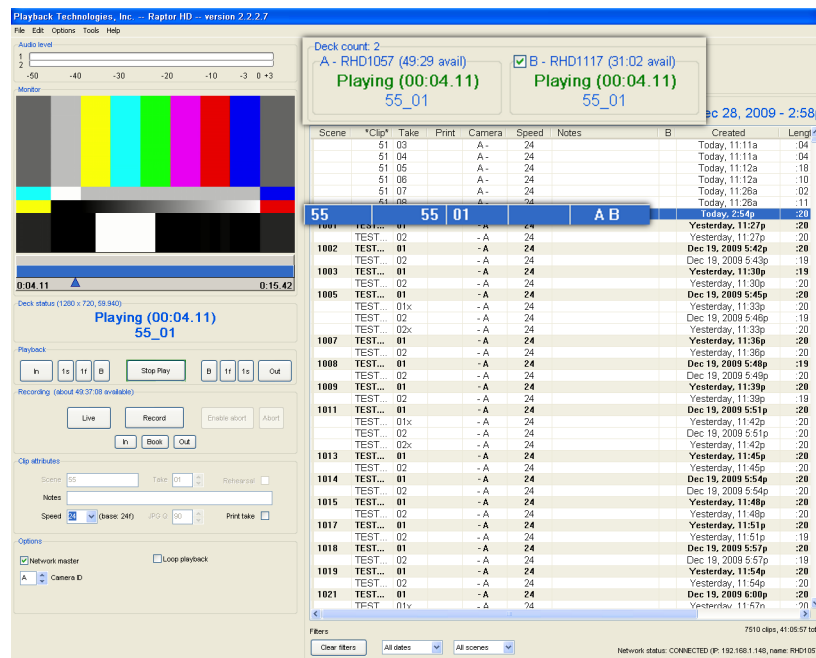 Playback Technologies, Inc. -- Raptor HD -- version 2.2.2.7
File Edit Options Tools Help
Audio level
1
2
-50 -40 -30 -20 -10 -3 0 +3
Monitor
0:04.11 0:15.42
Deck status (1280 x 720, 59.940)
Playing (00:04.11)
55_01
Playback
In 1s 1f B Stop Play B 1f 1s Out
Recording (about 49:37:08 available)
Live Record Enable abort Abort
In Book Out
Clip attributes
Scene 55 Take 01 Rehearsal
Notes
Speed 24 (base: 24f) JPG Q 90 Print take
Options
Network master Loop playback
A Camera ID
Deck count: 2
A - RHD1057 (49:29 avail) B - RHD1117 (31:02 avail)
Playing (00:04.11) Playing (00:04.11)
55_01 55_01
ec 28, 2009 - 2:58
Scene *Clip* Take Print Camera Speed Notes B Created Lengt
51 03 A - 24 Today, 11:11a :04
51 04 A - 24 Today, 11:11a :04
51 05 A - 24 Today, 11:12a :18
51 06 A - 24 Today, 11:12a :10
51 07 A - 24 Today, 11:26a :02
51 08 A - 24 Today, 11:26a :11
55 55 01 A B Today, 2:54p :20
1001 TEST... 01 - A 24 Yesterday, 11:27p :20
TEST... 02 - A 24 Yesterday, 11:27p :20
1002 TEST... 01 - A 24 Dec 19, 2009 5:42p :20
TEST... 02 - A 24 Dec 19, 2009 5:43p :19
1003 TEST... 01 - A 24 Yesterday, 11:30p :19
TEST... 02 - A 24 Yesterday, 11:30p :20
1005 TEST... 01 - A 24 Dec 19, 2009 5:45p :20
TEST... 01x - A 24 Yesterday, 11:33p :20
TEST... 02 - A 24 Dec 19, 2009 5:46p :19
TEST... 02x - A 24 Yesterday, 11:33p :20
1007 TEST... 01 - A 24 Yesterday, 11:36p :20
TEST... 02 - A 24 Yesterday, 11:36p :20
1008 TEST... 01 - A 24 Dec 19, 2009 5:48p :19
TEST... 02 - A 24 Dec 19, 2009 5:49p :20
1009 TEST... 01 - A 24 Yesterday, 11:39p :20
TEST... 02 - A 24 Yesterday, 11:39p :19
1011 TEST... 01 - A 24 Dec 19, 2009 5:51p :20
TEST... 01x - A 24 Yesterday, 11:42p :20
TEST... 02 - A 24 Dec 19, 2009 5:51p :20
TEST... 02x - A 24 Yesterday, 11:42p :20
1013 TEST... 01 - A 24 Yesterday, 11:45p :20
TEST... 02 - A 24 Yesterday, 11:45p :20
1014 TEST... 01 - A 24 Dec 19, 2009 5:54p :20
TEST... 02 - A 24 Dec 19, 2009 5:54p :20
1015 TEST... 01 - A 24 Yesterday, 11:48p :20
TEST... 02 - A 24 Yesterday, 11:48p :20
1017 TEST... 01 - A 24 Yesterday, 11:51p :20
TEST... 02 - A 24 Yesterday, 11:51p :19
1018 TEST... 01 - A 24 Dec 19, 2009 5:57p :20
TEST... 02 - A 24 Dec 19, 2009 5:57p :19
1019 TEST... 01 - A 24 Yesterday, 11:54p :20
TEST... 02 - A 24 Yesterday, 11:54p :20
1021 TEST... 01 - A 24 Dec 19, 2009 6:00p :20
TEST... 01x - A 24 Yesterday, 11:57p :20
Filters 7510 clips, 41:05:57 tot
Clear filters All dates All scenes Network status: CONNECTED (IP: 192.168.1.148, name: RHD105